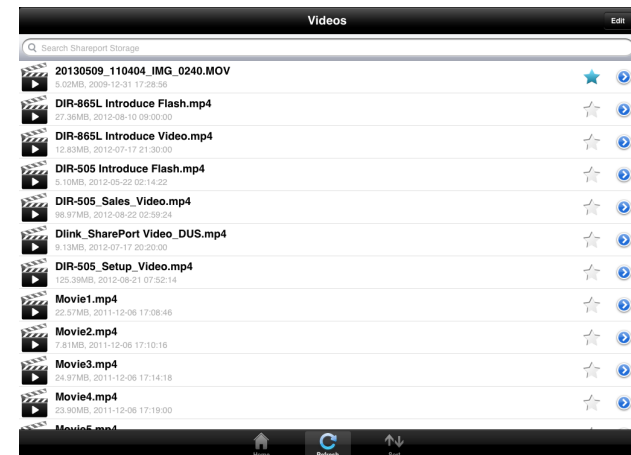 Videos
Edit
Search Shareport Storage
20130509_110404_IMG_0240.MOV
5.02MB, 2009-12-31 17:28:56
DIR-865L Introduce Flash.mp4
27.36MB, 2012-08-10 09:00:00
DIR-865L Introduce Video.mp4
12.83MB, 2012-07-17 21:30:00
DIR-505 Introduce Flash.mp4
5.10MB, 2012-05-22 02:14:22
DIR-505_Sales_Video.mp4
98.97MB, 2012-08-22 02:59:24
Dlink_SharePort Video_DUS.mp4
9.13MB, 2012-07-17 20:20:00
DIR-505_Setup_Video.mp4
125.39MB, 2012-08-21 07:52:14
Movie1.mp4
22.57MB, 2011-12-06 17:08:46
Movie2.mp4
7.81MB, 2011-12-06 17:10:16
Movie3.mp4
24.97MB, 2011-12-06 17:14:18
Movie4.mp4
23.90MB, 2011-12-06 17:19:00
Movie5.mp4
Home
Refresh
Sort